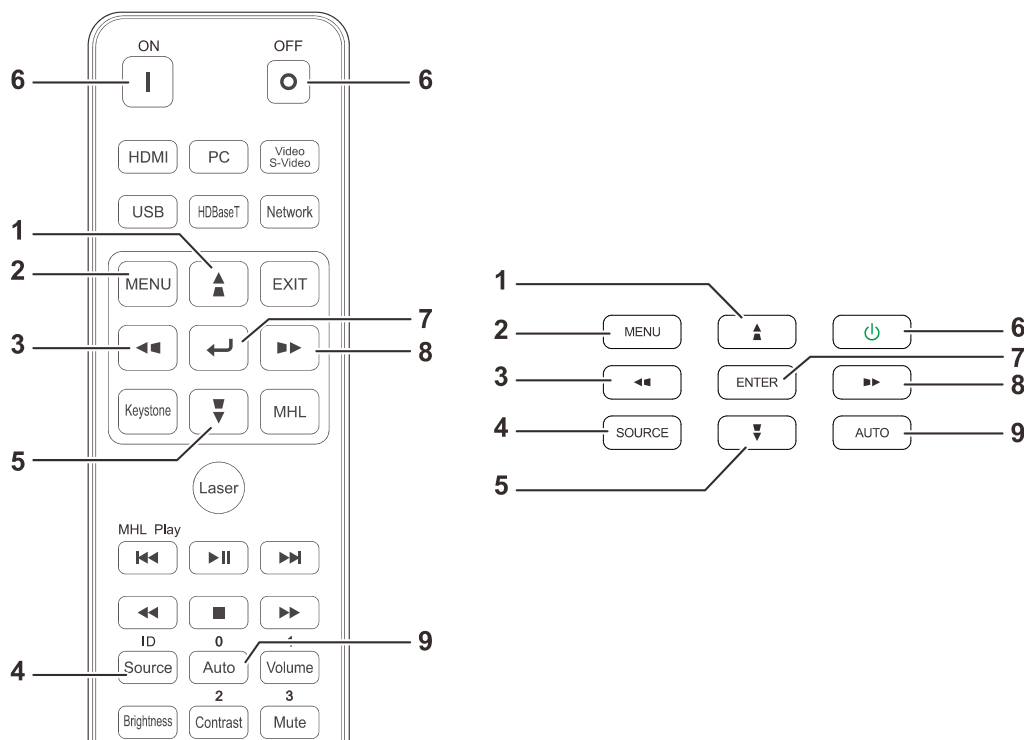 ON OFF
6 6
HDMI PC Video
S-Video
USB HDBaseT Network
1
2 MENU EXIT
3 7
8
Keystone MHL
5
Laser
MHL Play
ID 0 1
4 Source Auto Volume 9
2 3
Brightness Contrast Mute
1
2 MENU 6
3 ENTER 7
8
4 SOURCE AUTO 9
5